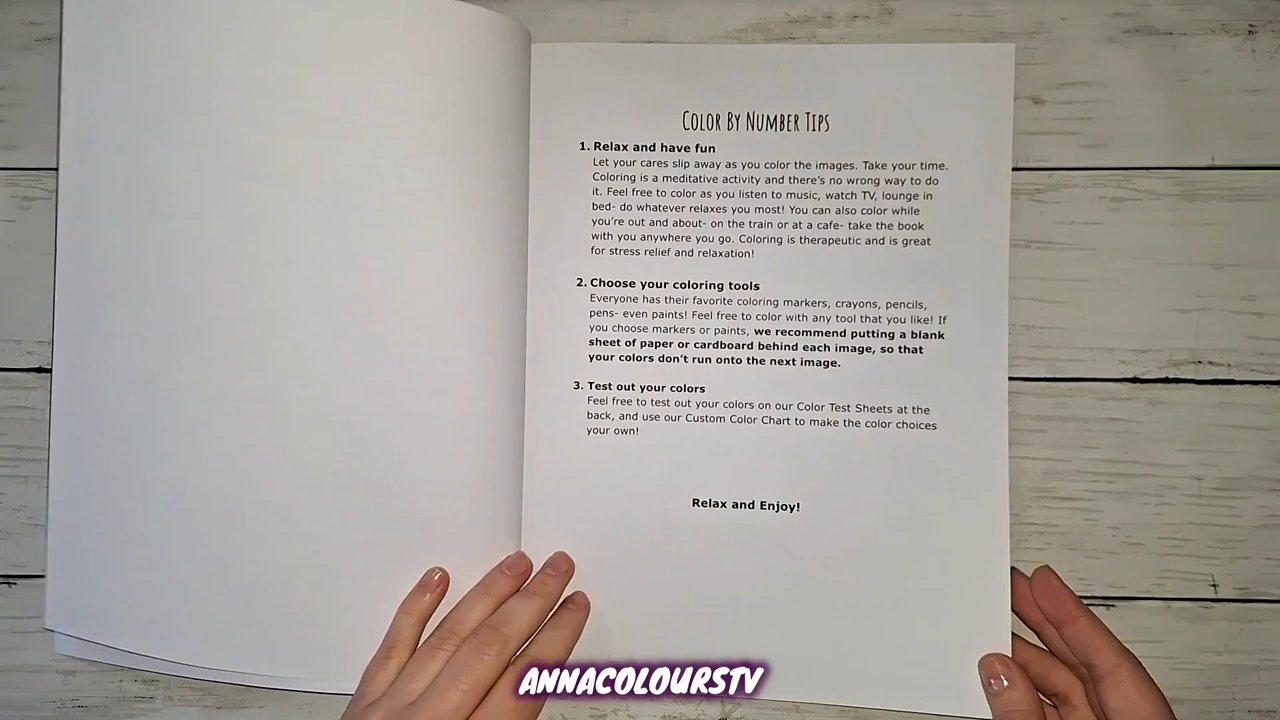 Color By Number Tips
1. Relax and have fun
Let your cares slip away as you color the images. Take your time.
Coloring is a meditative activity and there's no wrong way to do
it. Feel free to color as you listen to music, watch TV, lounge in
bed- do whatever relaxes you most! You can also color while
you're out and about- on the train or at a cafe- take the book
with you anywhere you go. Coloring is therapeutic and is great
for stress relief and relaxation!
2. Choose your coloring tools
Everyone has their favorite coloring markers, crayons, pencils,
pens- even paints! Feel free to color with any tool that you like! If
you choose markers or paints, we recommend putting a blank
sheet of paper or cardboard behind each image, so that
your colors don't run onto the next image.
3. Test out your colors
Feel free to test out your colors on our Color Test Sheets at the
back, and use our Custom Color Chart to make the color choices
your own!
Relax and Enjoy!
ANNACOLOURSTV